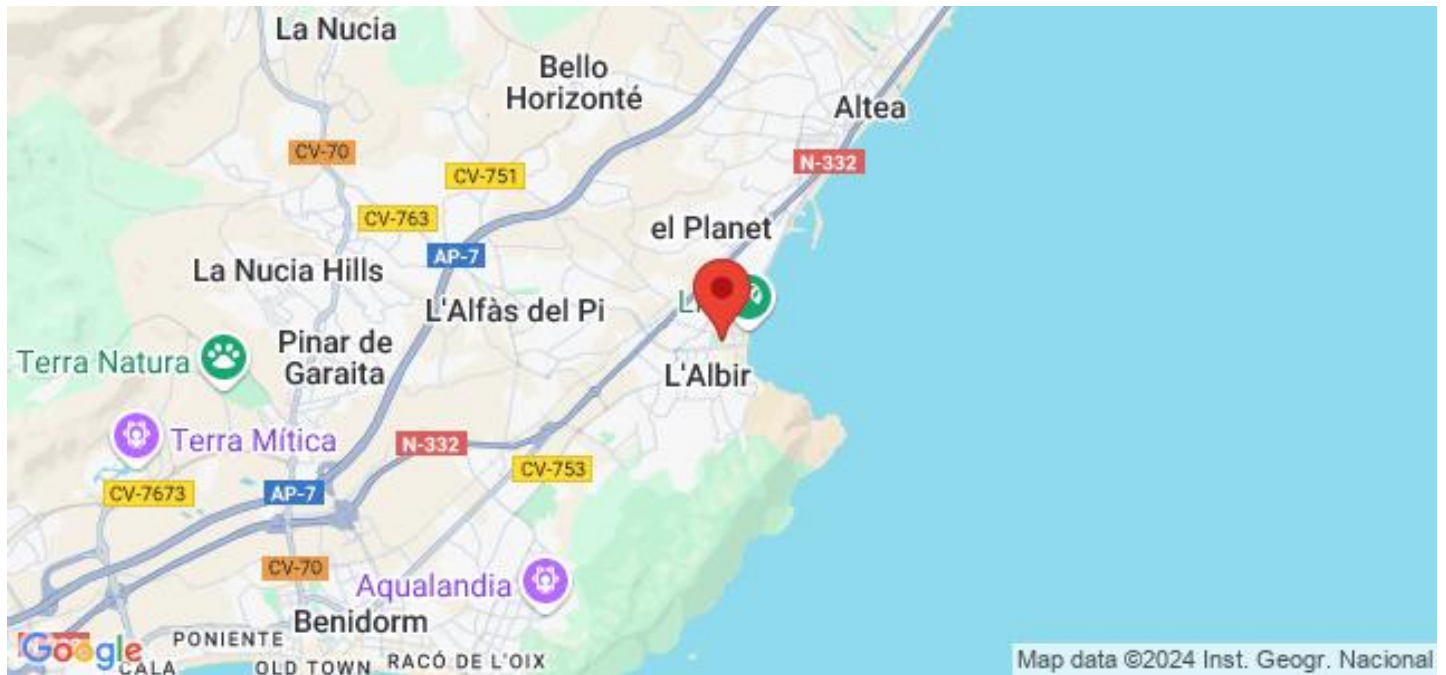 La Nucia
Bello
Horizonté
Altea
CV-70
N-332
CV-751
CV-763
el Planet
AP-7
La Nucia Hills
L'Alfàs del Pi
Terra Natura
Pinar de
Garaita
L'Albir
Terra Mítica
N-332
CV-753
CV-7673
AP-7
CV-70
Aqualandia
Benidorm
PONIENTE
Google
CALA
OLD TOWN
RACÓ DE L'OIX
Map data ©2024 Inst. Geogr. Nacional